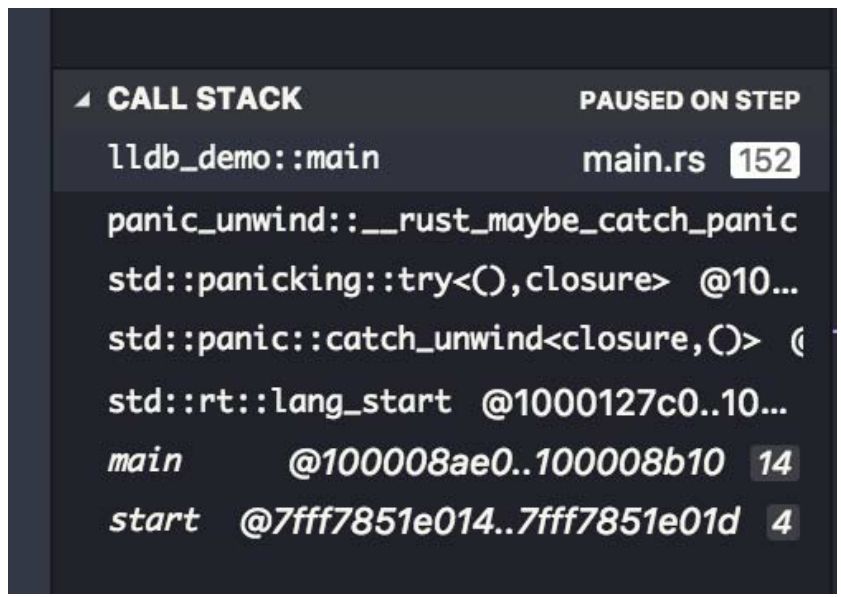 CALL STACK PAUSED ON STEP
lldb_demo::main main.rs 152
panic_unwind::__rust_maybe_catch_panic
std::panicking::try<(),closure> @10...
std::panic::catch_unwind<closure,()> @
std::rt::lang_start @1000127c0..10...
main @100008ae0..100008b10 14
start @7fff7851e014..7fff7851e01d 4